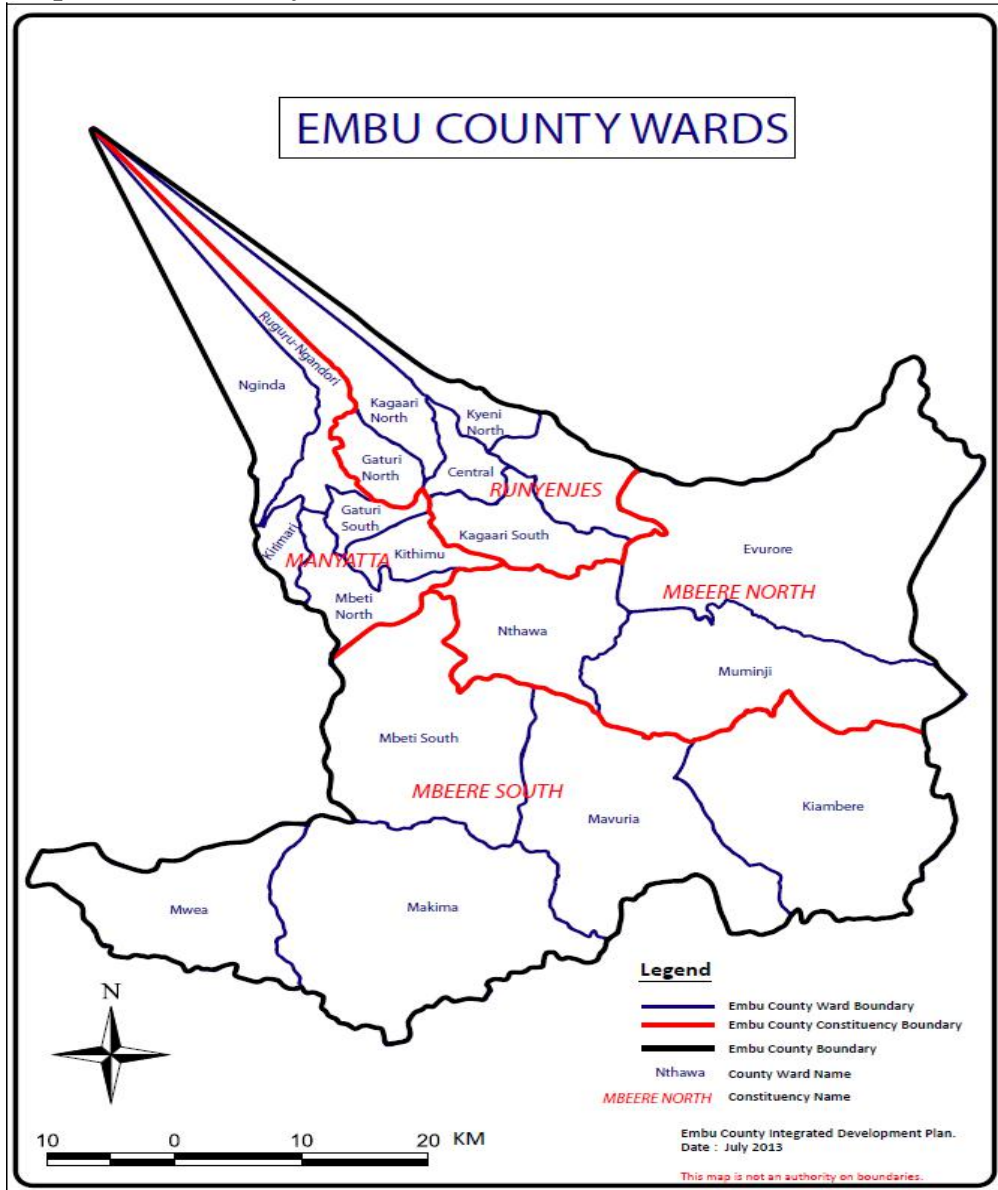 EMBU COUNTY WARDS
Ruguru-Ngandori
Nginda
Kagaari
North
Kyeni
North
Gaturi
North
Central
RUNYENJES
Gaturi
South
Kagaari South
Kirimari
MANYATTA
Kithimu
Evurore
MBEERE NORTH
Mbeti
North
Nthawa
Muminji
Mbeti South
MBEERE SOUTH
Mavuria
Kiambere
Mwea
Makima
N
Legend
Embu County Ward Boundary
Embu County Constituency Boundary
Embu County Boundary
Nthawa County Ward Name
MBEERE NORTH Constituency Name
10 0 10 20 KM
Embu County Integrated Development Plan.
Date : July 2013
This map is not an authority on boundaries.